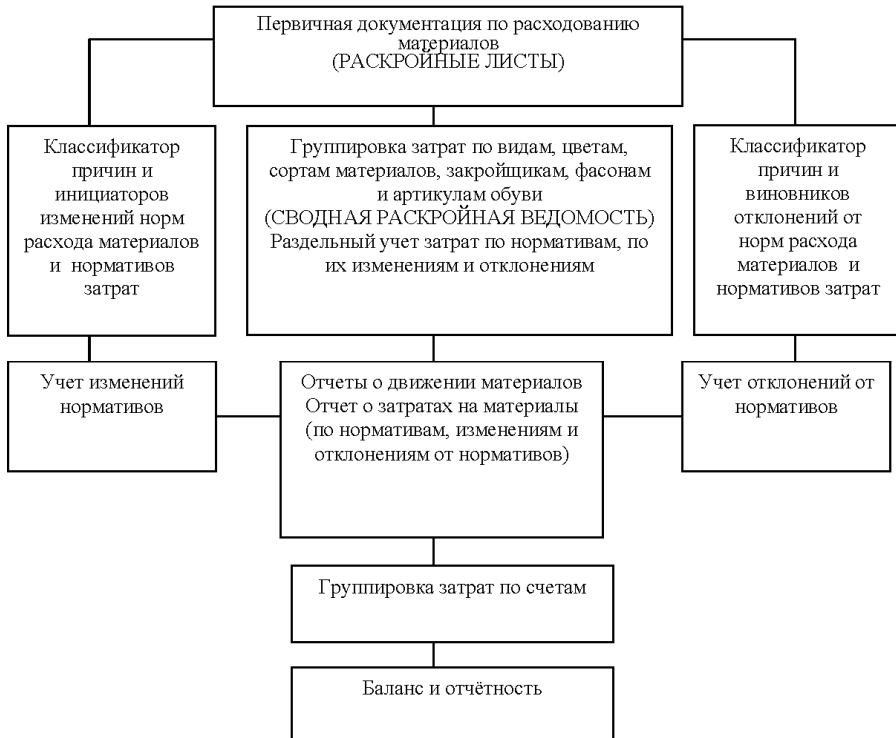 Первичная документация по расходованию
материалов
(РАСКРОЙНЫЕ ЛИСТЫ)
Классификатор
причин и
инициаторов
изменений норм
расхода материалов
и нормативов
затрат
Группировка затрат по видам, цветам,
сортам материалов, закройщикам, фасонам
и артикулам обуви
(СВОДНАЯ РАСКРОЙНАЯ ВЕДОМОСТЬ)
Раздельный учет затрат по нормативам, по
их изменениям и отклонениям
Классификатор
причин и
виновников
отклонений от
норм расхода
материалов и
нормативов затрат
Учет изменений
нормативов
Отчеты о движении материалов
Отчет о затратах на материалы
(по нормативам, изменениям и
отклонениям от нормативов)
Учет отклонений от
нормативов
Группировка затрат по счетам
Баланс и отчётность